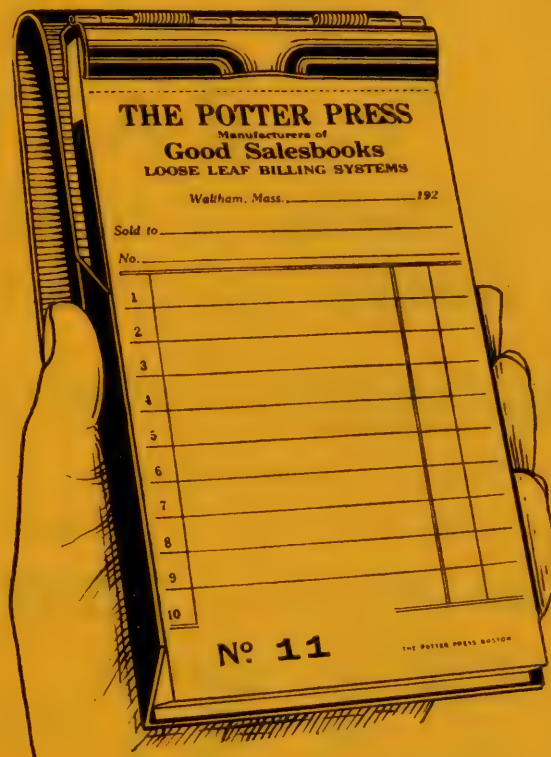 THE POTTER PRESS
Manufacturers of
Good Salesbooks
LOOSE LEAF BILLING SYSTEMS
Waltham, Mass. 192
Sold to
No.
1
2
3
4
5
6
7
8
9
10
Nº 11
THE POTTER PRESS BOSTON